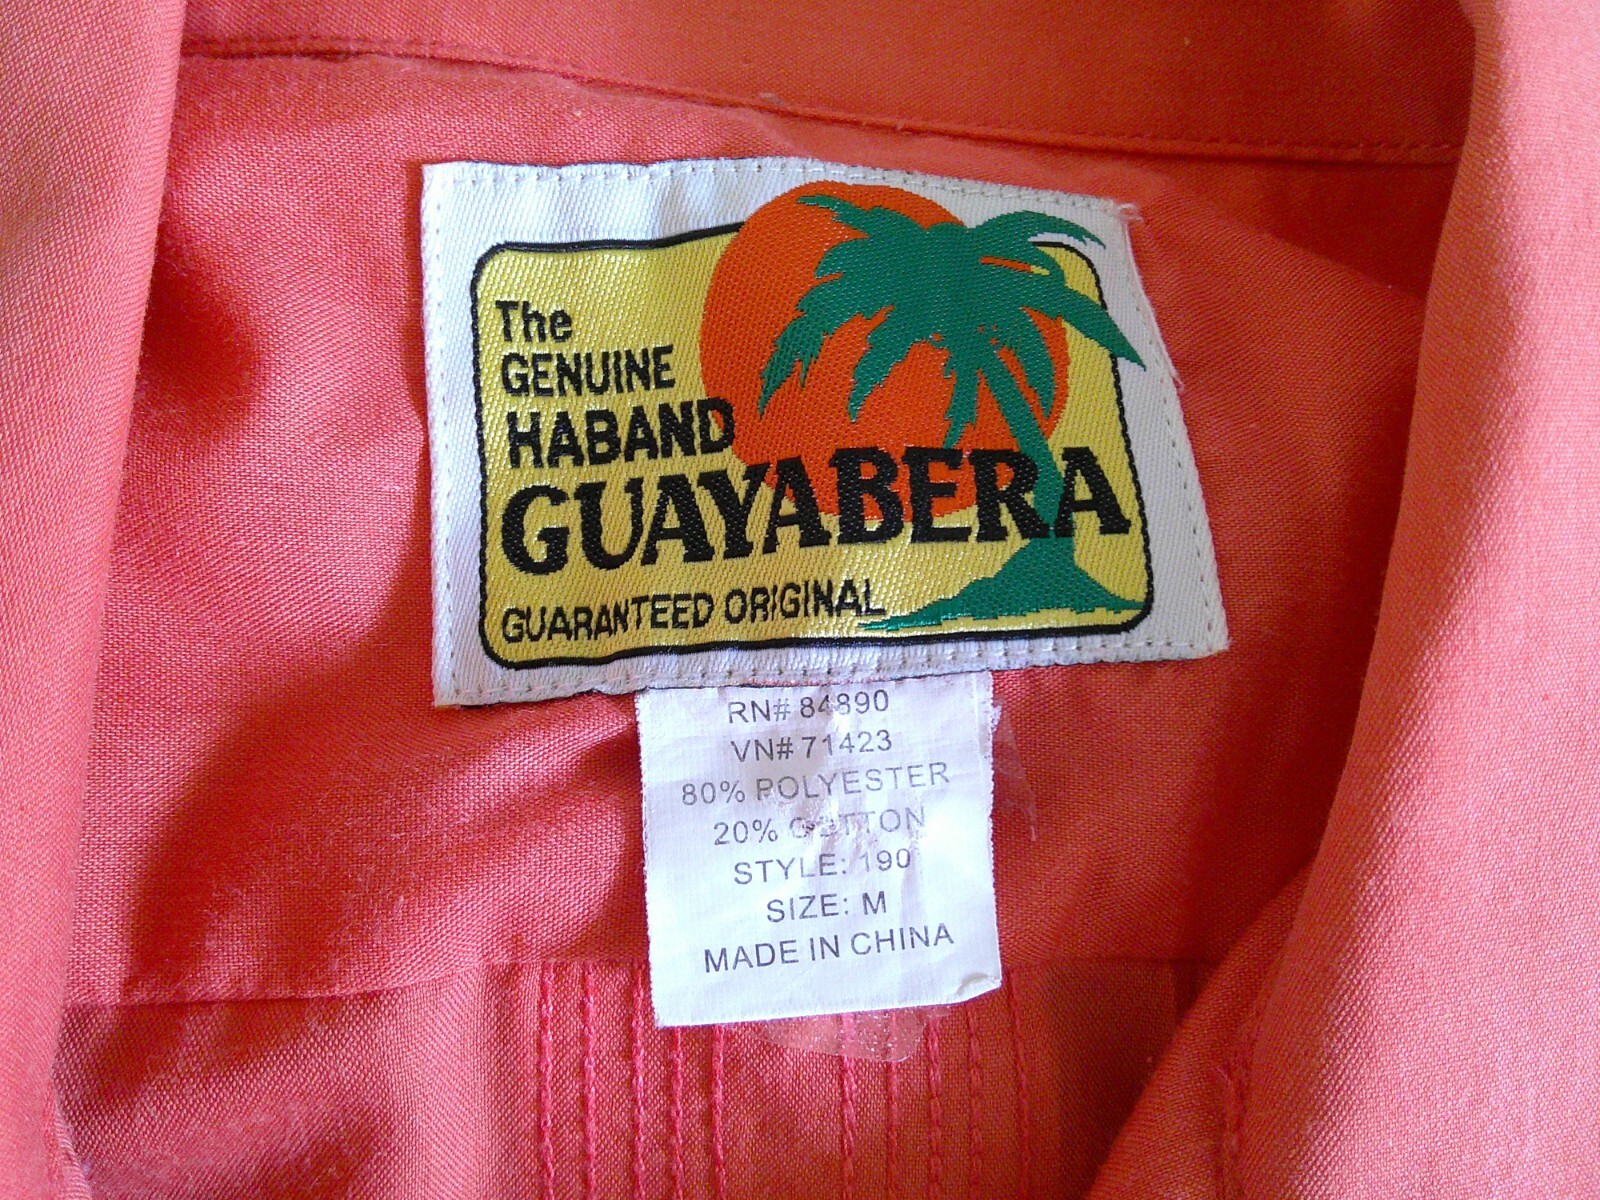 The
GENUINE
HABAND
GUAYABERA
GUARANTEED ORIGINAL
RN# 84890
VN# 71423
80% POLYESTER
20% COTTON
STYLE: 190
SIZE: M
MADE IN CHINA